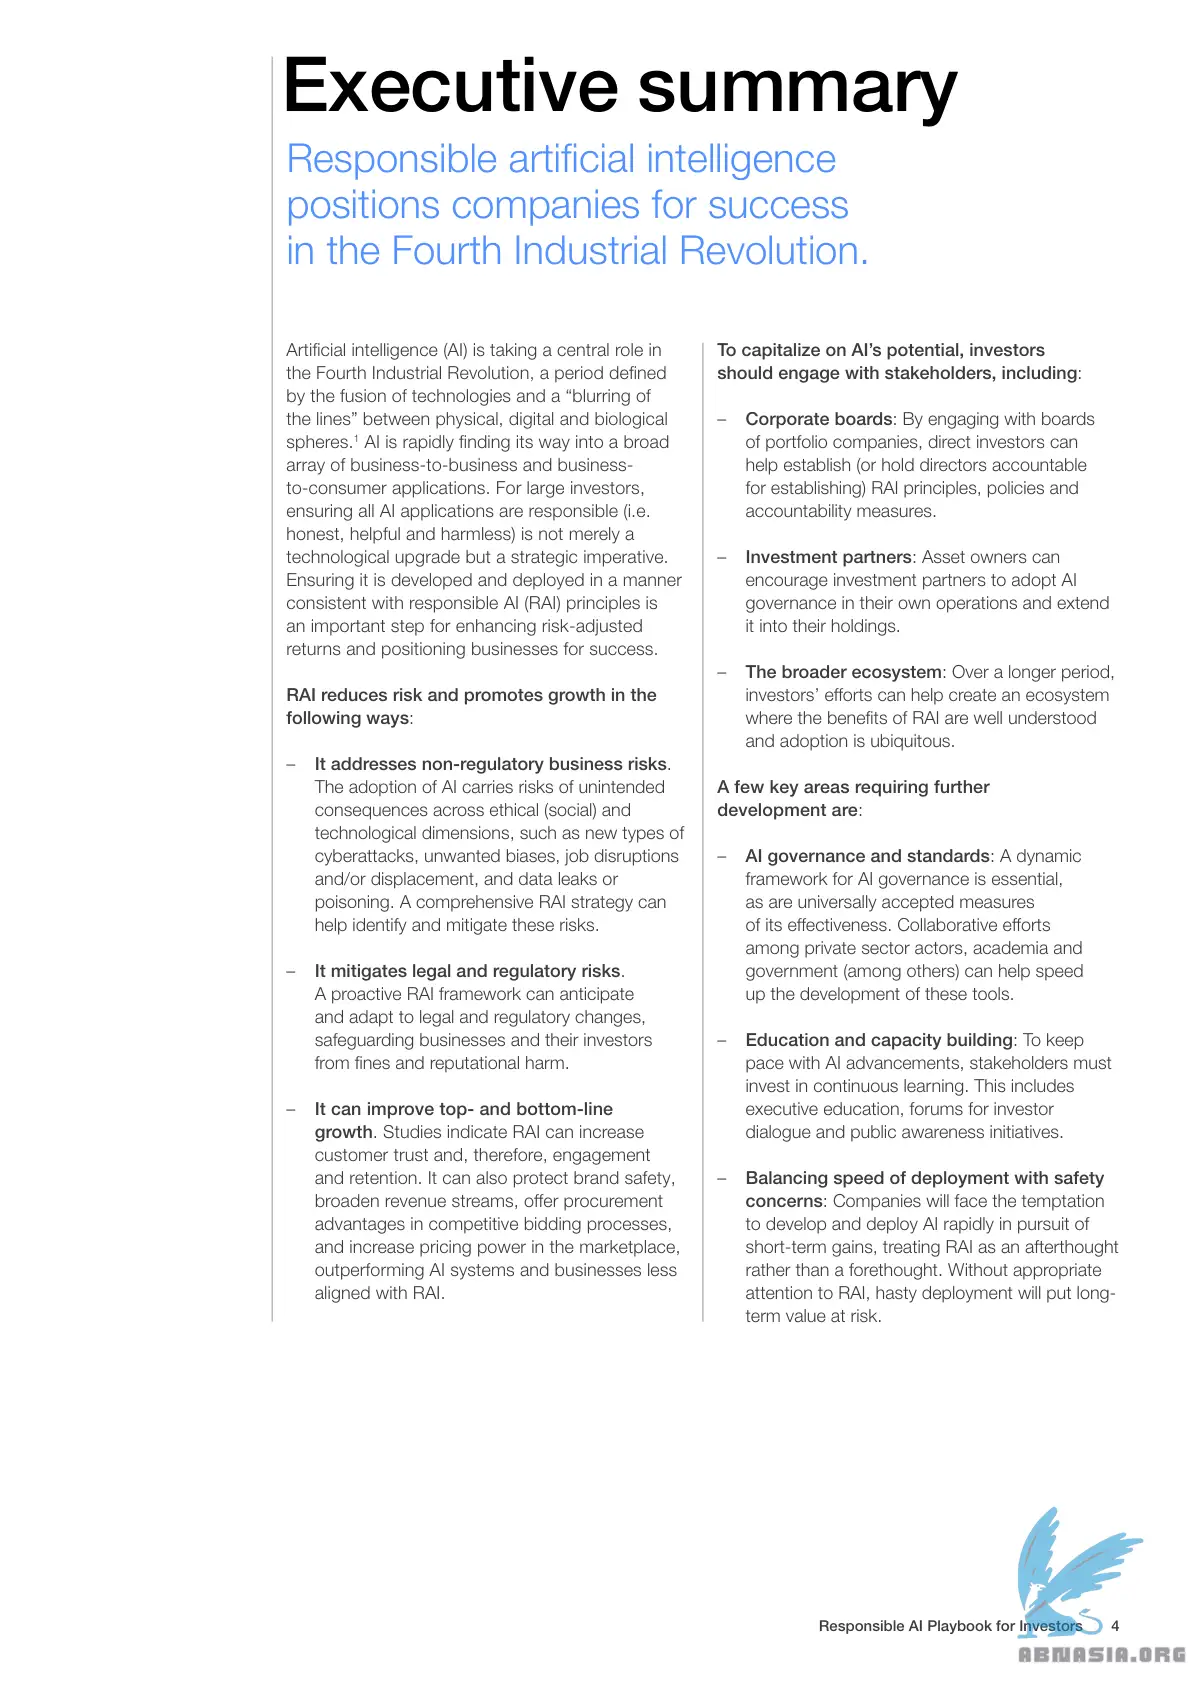 Executive summary
Responsible artificial intelligence
positions companies for success
in the Fourth Industrial Revolution.
Artificial intelligence (AI) is taking a central role in
the Fourth Industrial Revolution, a period defined
by the fusion of technologies and a “blurring of
the lines” between physical, digital and biological
spheres.1 AI is rapidly finding its way into a broad
array of business-to-business and business-
to-consumer applications. For large investors,
ensuring all AI applications are responsible (i.e.
honest, helpful and harmless) is not merely a
technological upgrade but a strategic imperative.
Ensuring it is developed and deployed in a manner
consistent with responsible AI (RAI) principles is
an important step for enhancing risk-adjusted
returns and positioning businesses for success.
RAI reduces risk and promotes growth in the
following ways:
– It addresses non-regulatory business risks.
The adoption of AI carries risks of unintended
consequences across ethical (social) and
technological dimensions, such as new types of
cyberattacks, unwanted biases, job disruptions
and/or displacement, and data leaks or
poisoning. A comprehensive RAI strategy can
help identify and mitigate these risks.
– It mitigates legal and regulatory risks.
A proactive RAI framework can anticipate
and adapt to legal and regulatory changes,
safeguarding businesses and their investors
from fines and reputational harm.
– It can improve top- and bottom-line
growth. Studies indicate RAI can increase
customer trust and, therefore, engagement
and retention. It can also protect brand safety,
broaden revenue streams, offer procurement
advantages in competitive bidding processes,
and increase pricing power in the marketplace,
outperforming AI systems and businesses less
aligned with RAI.
To capitalize on AI’s potential, investors
should engage with stakeholders, including:
– Corporate boards: By engaging with boards
of portfolio companies, direct investors can
help establish (or hold directors accountable
for establishing) RAI principles, policies and
accountability measures.
– Investment partners: Asset owners can
encourage investment partners to adopt AI
governance in their own operations and extend
it into their holdings.
– The broader ecosystem: Over a longer period,
investors’ efforts can help create an ecosystem
where the benefits of RAI are well understood
and adoption is ubiquitous.
A few key areas requiring further
development are:
– AI governance and standards: A dynamic
framework for AI governance is essential,
as are universally accepted measures
of its effectiveness. Collaborative efforts
among private sector actors, academia and
government (among others) can help speed
up the development of these tools.
– Education and capacity building: To keep
pace with AI advancements, stakeholders must
invest in continuous learning. This includes
executive education, forums for investor
dialogue and public awareness initiatives.
– Balancing speed of deployment with safety
concerns: Companies will face the temptation
to develop and deploy AI rapidly in pursuit of
short-term gains, treating RAI as an afterthought
rather than a forethought. Without appropriate
attention to RAI, hasty deployment will put long-
term value at risk.
Responsible AI Playbook for Investors 4
ABNASIA.ORG